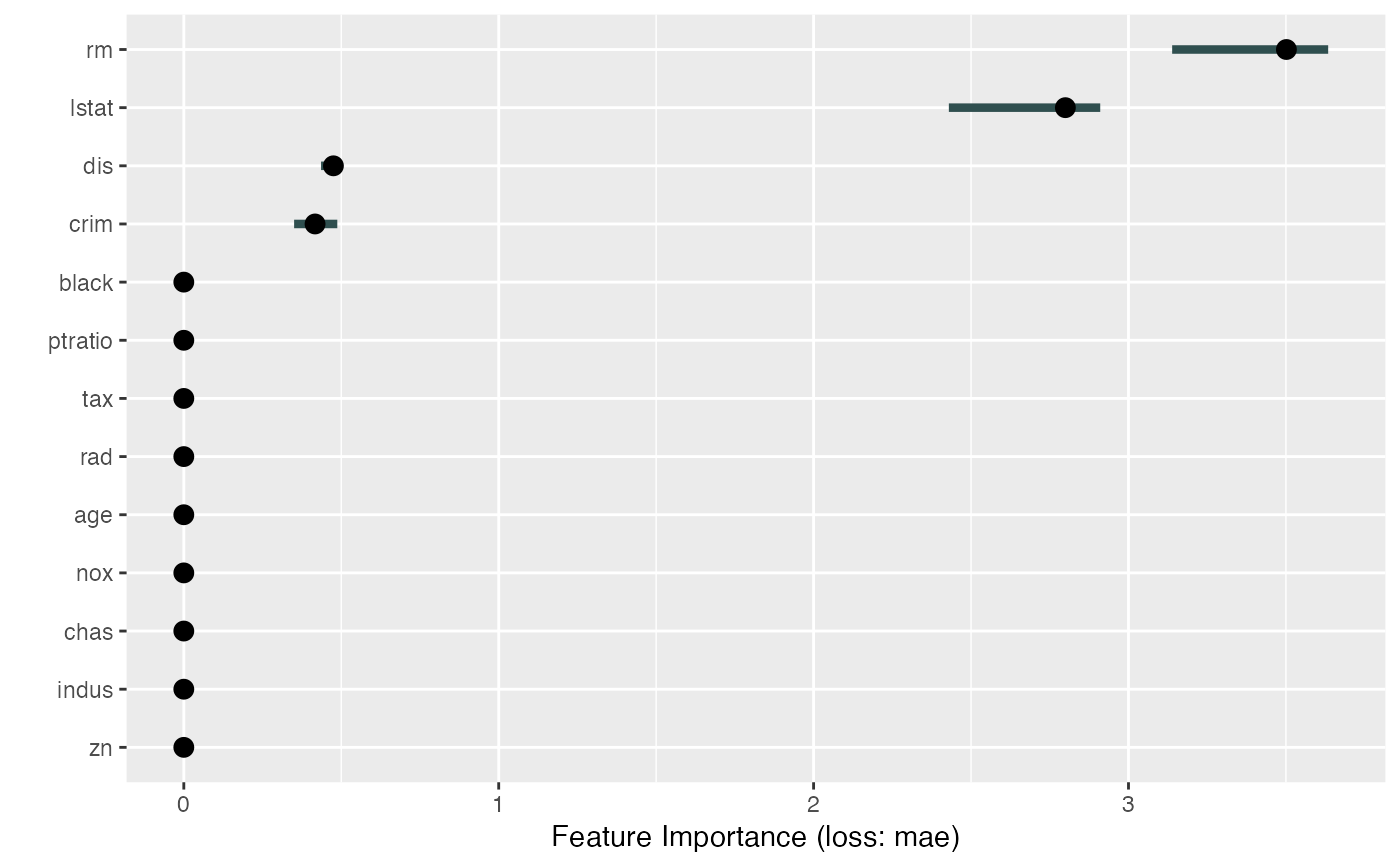 rm
lstat
dis
crim
black
ptratio
tax
rad
age
nox
chas
indus
zn
0 1 2 3
Feature Importance (loss: mae)